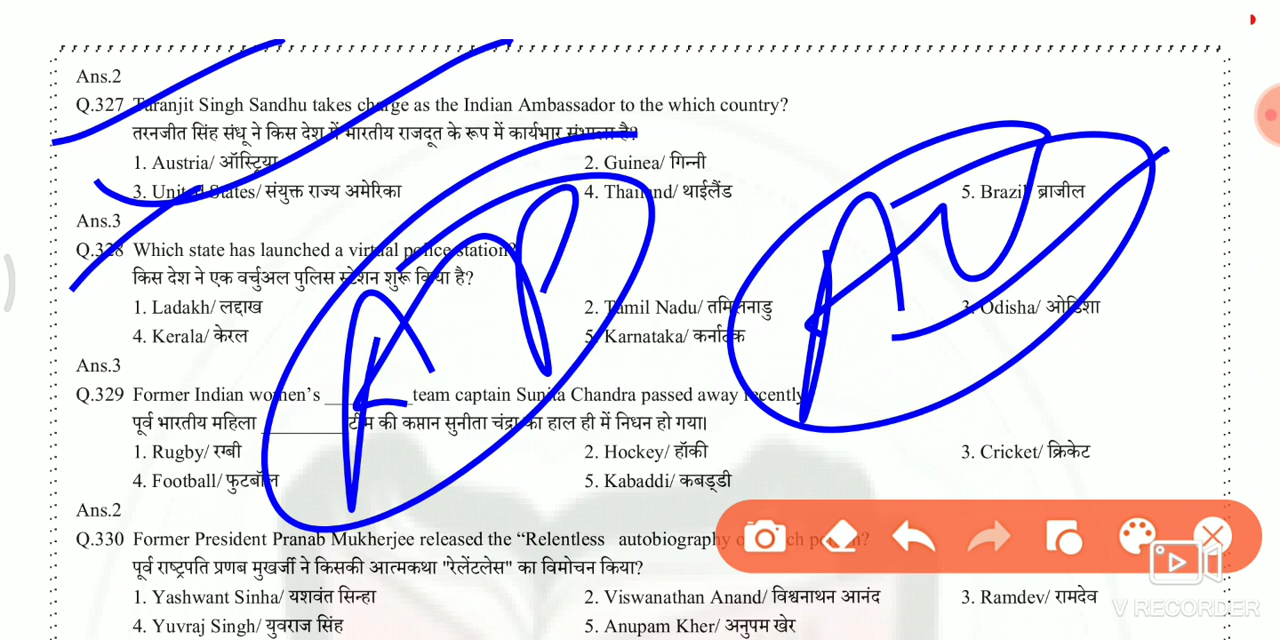 Ans.2
Q.327 Taranjit Singh Sandhu takes charge as the Indian Ambassador to the which country?
तरनजीत सिंह संधू ने किस देश में भारतीय राजदूत के रूप में कार्यभार संभाला है?
1. Austria/ ऑस्ट्रिया 2. Guinea/ गिन्नी
3. United States/ संयुक्त राज्य अमेरिका 4. Thailand/ थाईलैंड 5. Brazil/ ब्राजील
Ans.3
Q.328 Which state has launched a virtual police station?
किस देश ने एक वर्चुअल पुलिस स्टेशन शुरू किया है?
1. Ladakh/ लद्दाख 2. Tamil Nadu/ तमिलनाडु 3. Odisha/ ओडिशा
4. Kerala/ केरल 5. Karnataka/ कर्नाटक
Ans.3
Q.329 Former Indian women’s _________team captain Sunita Chandra passed away recently
पूर्व भारतीय महिला _________टीम की कप्तान सुनीता चंद्रा का हाल ही में निधन हो गया।
1. Rugby/ रग्बी 2. Hockey/ हॉकी 3. Cricket/ क्रिकेट
4. Football/ फुटबॉल 5. Kabaddi/ कबड्डी
Ans.2
Q.330 Former President Pranab Mukherjee released the “Relentless autobiography
पूर्व राष्ट्रपति प्रणब मुखर्जी ने किसकी आत्मकथा "रेलेंटलेस" का विमोचन किया?
1. Yashwant Sinha/ यशवंत सिन्हा 2. Viswanathan Anand/ विश्वनाथन आनंद 3. Ramdev/ रामदेव
4. Yuvraj Singh/ युवराज सिंह 5. Anupam Kher/ अनुपम खेर
V RECORDER